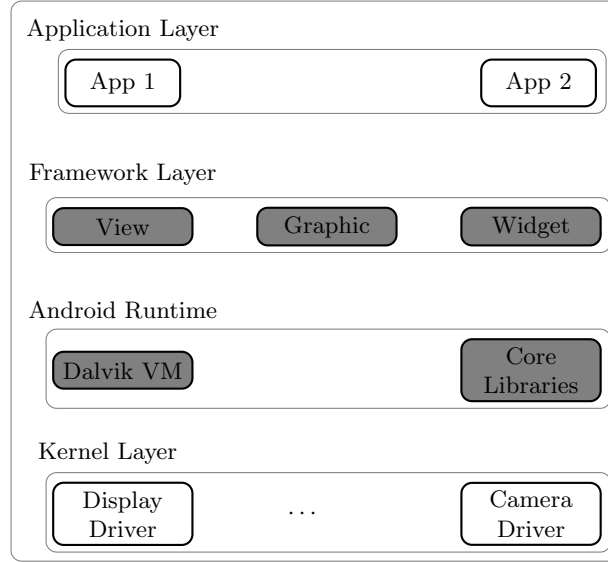 Application Layer
App 1 App 2
Framework Layer
View Graphic Widget
Android Runtime
Dalvik VM Core Libraries
Kernel Layer
Display Driver ... Camera Driver